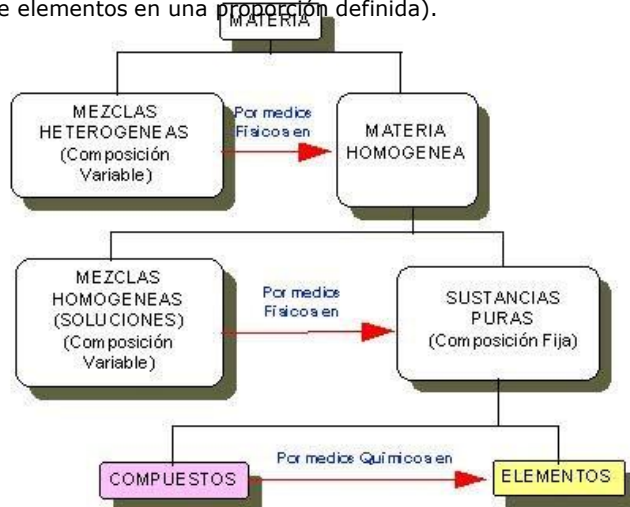 e elementos en una proporción definida).
MATERIA
MEZCLAS
HETEROGENEAS
(Composición
Variable)
Por medios
Físicos en
MATERIA
HOMOGENEA
MEZCLAS
HOMOGENEAS
(SOLUCIONES)
(Composición
Variable)
Por medios
Físicos en
SUSTANCIAS
PURAS
(Composición Fija)
COMPUESTOS
Por medios Químicos en
ELEMENTOS